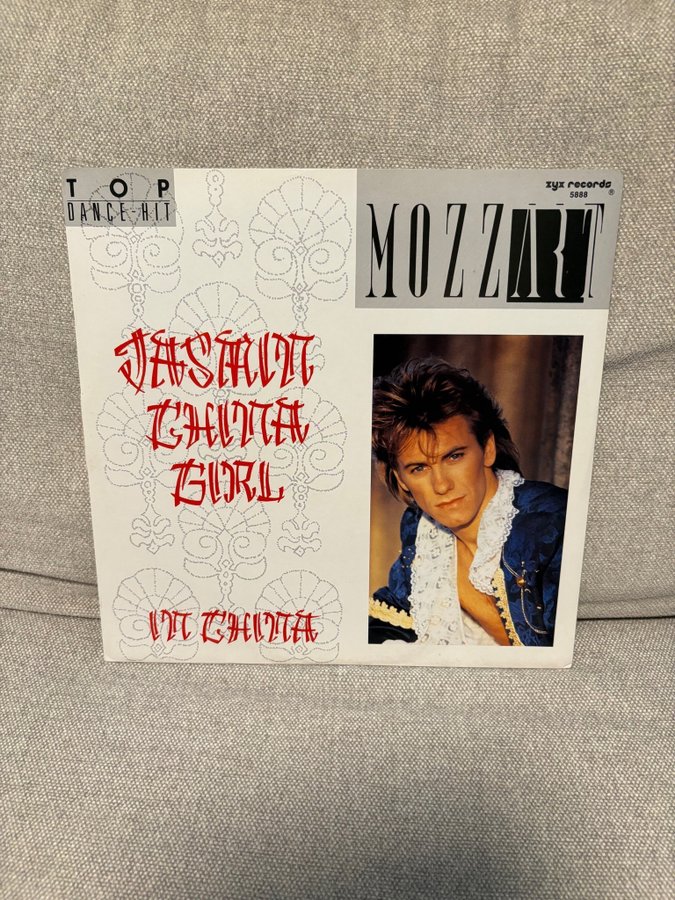 TOP
DANCE-HIT
zyx records
5888
®
MOZZART
JASMIN
CHINA
GIRL
IN CHINA